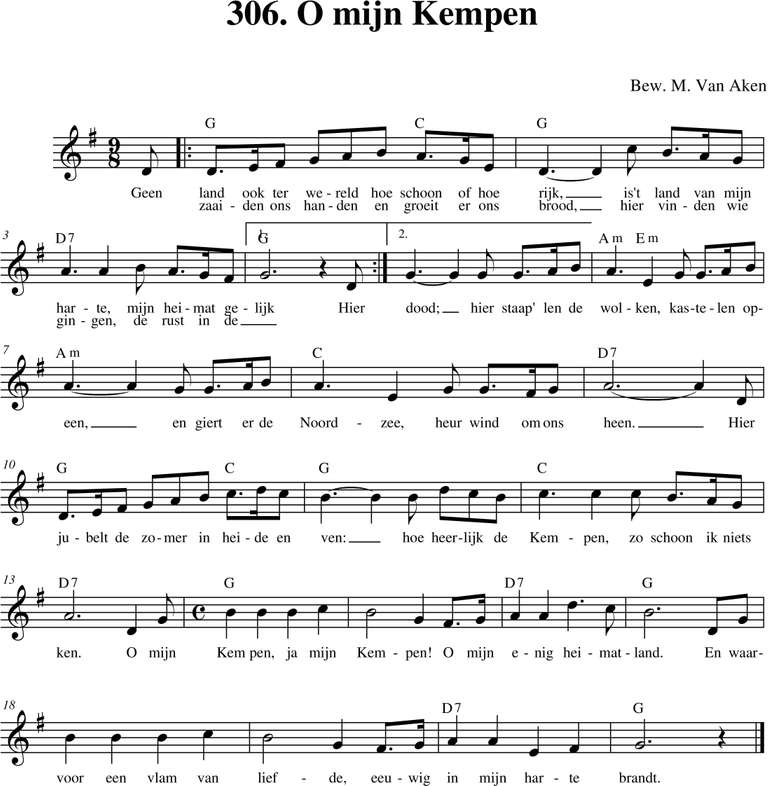 306. O mijn Kempen
Bew. M. Van Aken
9 8
G C G
Geen land ook ter we - reld hoe schoon of hoe rijk, is't land van mijn
zaai - den ons han - den en groeit er ons brood, hier vin - den wie
3 D7 1. G 2. Am Em
har - te, mijn hei - mat ge - lijk Hier dood; hier staap' len de wol - ken, kas - te - len op-
gin - gen, de rust in de
7 Am C D7
een, en giert er de Noord - zee, heur wind om ons heen. Hier
10 G C G C
ju - belt de zo - mer in hei - de en ven: hoe heer - lijk de Kem - pen, zo schoon ik niets
13 D7 G D7 G
ken. O mijn Kem pen, ja mijn Kem - pen! O mijn e - nig hei - mat - land. En waar-
18 D7 G
voor een vlam van lief - de, eeu - wig in mijn har - te brandt.